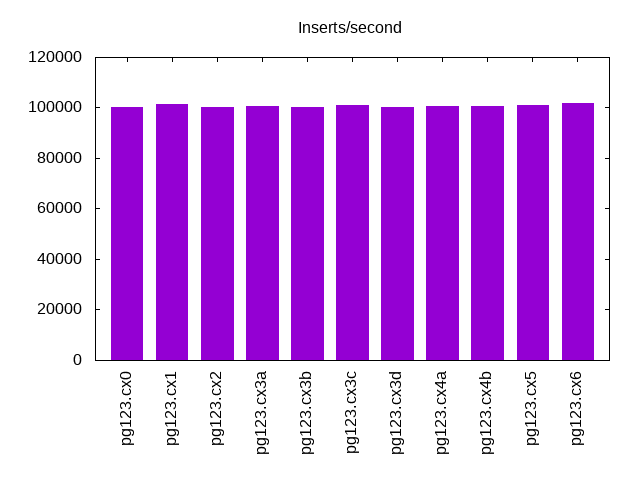 Inserts/second
120000
100000
80000
60000
40000
20000
0
pg123.cx0
pg123.cx1
pg123.cx2
pg123.cx3a
pg123.cx3b
pg123.cx3c
pg123.cx3d
pg123.cx4a
pg123.cx4b
pg123.cx5
pg123.cx6